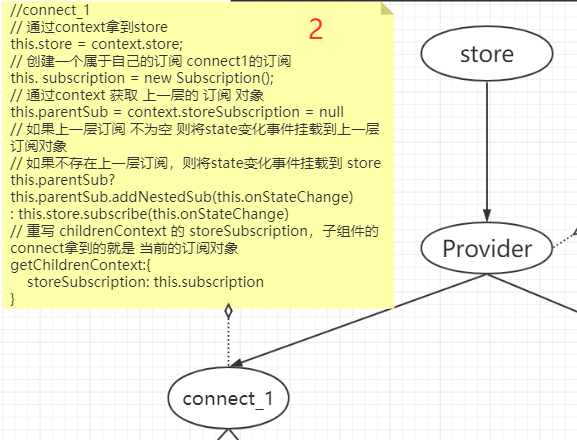 //connect_1
// 通过context拿到store
this.store = context.store;
// 创建一个属于自己的订阅 connect1的订阅
this. subscription = new Subscription();
// 通过context 获取 上一层的 订阅 对象
this.parentSub = context.storeSubscription = null
// 如果上一层订阅 不为空 则将state变化事件挂载到上一层
订阅对象
// 如果不存在上一层订阅，则将state变化事件挂载到 store
this.parentSub?
this.parentSub.addNestedSub(this.onStateChange)
: this.store.subscribe(this.onStateChange)
// 重写 childrenContext 的 storeSubscription，子组件的
connect拿到的就是 当前的订阅对象
getChildrenContext:{
storeSubscription: this.subscription
}
2
store
Provider
connect_1